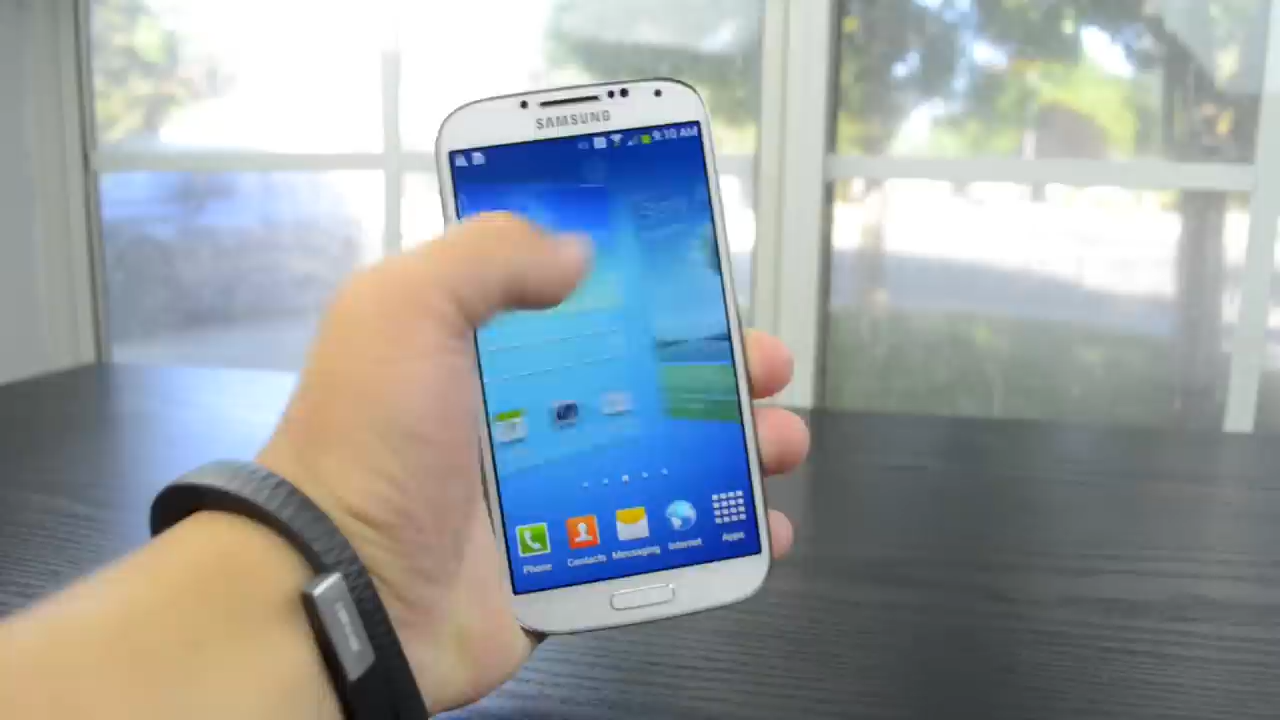 SAMSUNG
9:10 AM
Phone
Contacts
Messaging
Internet
Apps